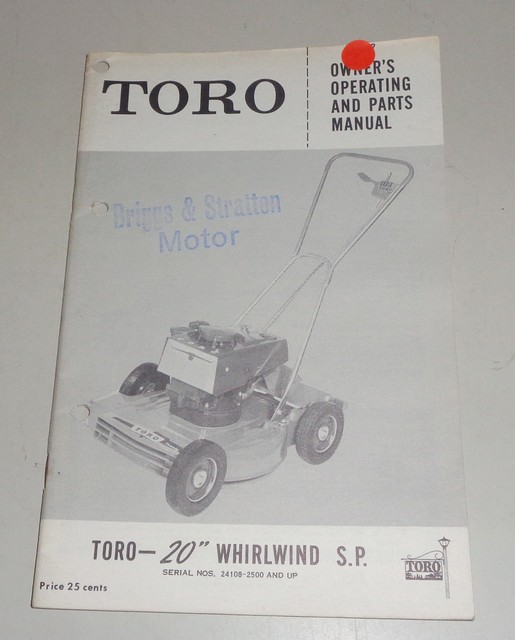 TORO
OWNER'S
OPERATING
AND PARTS
MANUAL
Briggs & Stratton
Motor
TORO
TORO—20" WHIRLWIND S.P.
SERIAL NOS. 24108-2500 AND UP
TORO
Price 25 cents